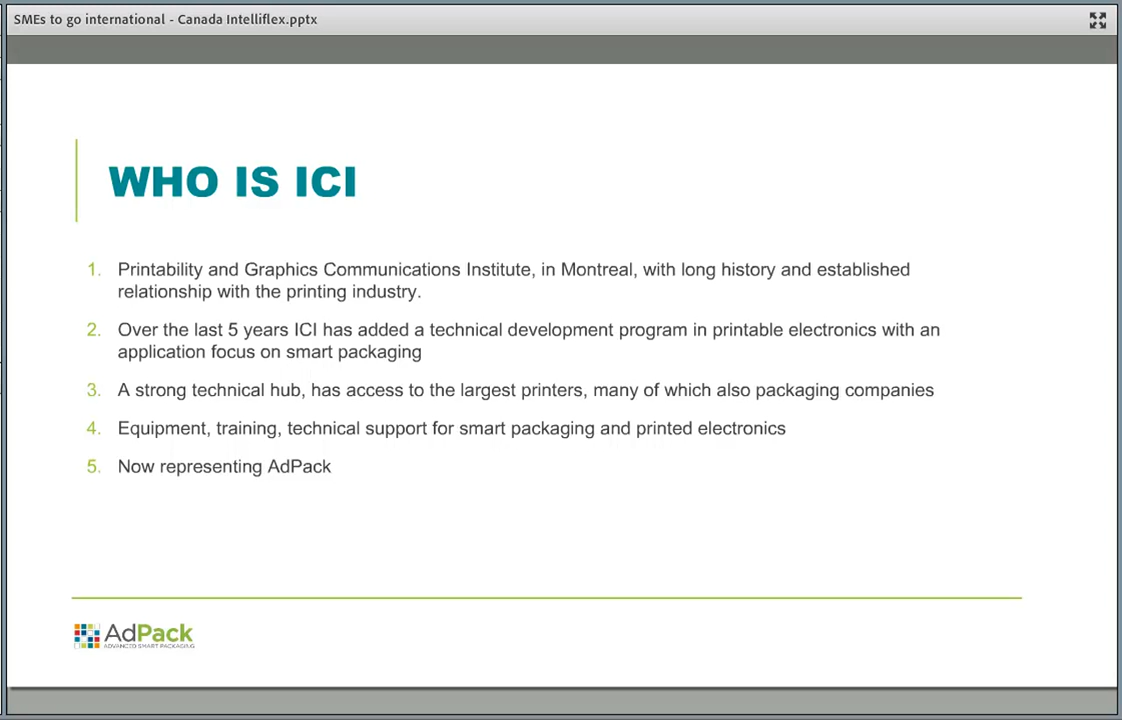 SMEs to go international - Canada Intelliflex.pptx
WHO IS ICI
1. Printability and Graphics Communications Institute, in Montreal, with long history and established
relationship with the printing industry.
2. Over the last 5 years ICI has added a technical development program in printable electronics with an
application focus on smart packaging
3. A strong technical hub, has access to the largest printers, many of which also packaging companies
4. Equipment, training, technical support for smart packaging and printed electronics
5. Now representing AdPack
AdPack
ADVANCED SMART PACKAGING